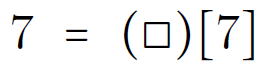 7 = (□)[7]